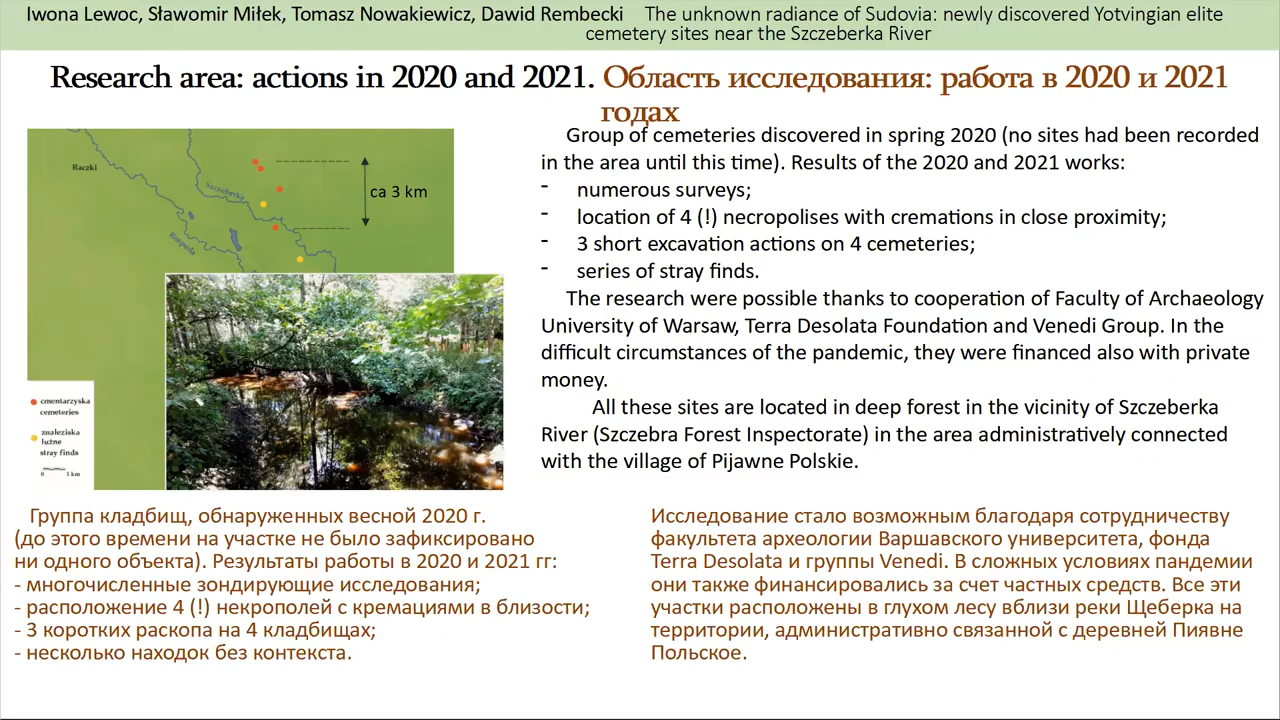 Iwona Lewoc, Sławomir Miłek, Tomasz Nowakiewicz, Dawid Rembecki The unknown radiance of Sudovia: newly discovered Yotvingian elite
cemetery sites near the Szczeberka River
Research area: actions in 2020 and 2021. Область исследования: работа в 2020 и 2021
годах
Raczki
Szczeberka
Rospuda
ca 3 km
cmentarzyska
cemeteries
znaleziska
luźne
stray finds
0 1 km
Group of cemeteries discovered in spring 2020 (no sites had been recorded
in the area until this time). Results of the 2020 and 2021 works:
- numerous surveys;
- location of 4 (!) necropolises with cremations in close proximity;
- 3 short excavation actions on 4 cemeteries;
- series of stray finds.
The research were possible thanks to cooperation of Faculty of Archaeology
University of Warsaw, Terra Desolata Foundation and Venedi Group. In the
difficult circumstances of the pandemic, they were financed also with private
money.
All these sites are located in deep forest in the vicinity of Szczeberka
River (Szczebra Forest Inspectorate) in the area administratively connected
with the village of Pijawne Polskie.
Группа кладбищ, обнаруженных весной 2020 г.
(до этого времени на участке не было зафиксировано
ни одного объекта). Результаты работы в 2020 и 2021 гг:
- многочисленные зондирующие исследования;
- расположение 4 (!) некрополей с кремациями в близости;
- 3 коротких раскопа на 4 кладбищах;
- несколько находок без контекста.
Исследование стало возможным благодаря сотрудничеству
факультета археологии Варшавского университета, фонда
Terra Desolata и группы Venedi. В сложных условиях пандемии
они также финансировались за счет частных средств. Все эти
участки расположены в глухом лесу вблизи реки Щеберка на
территории, административно связанной с деревней Пиявне
Польское.